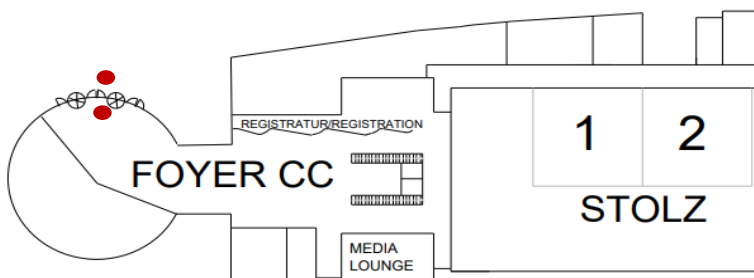 REGISTRATUR/REGISTRATION
FOYER CC
1 2
STOLZ
MEDIA
LOUNGE